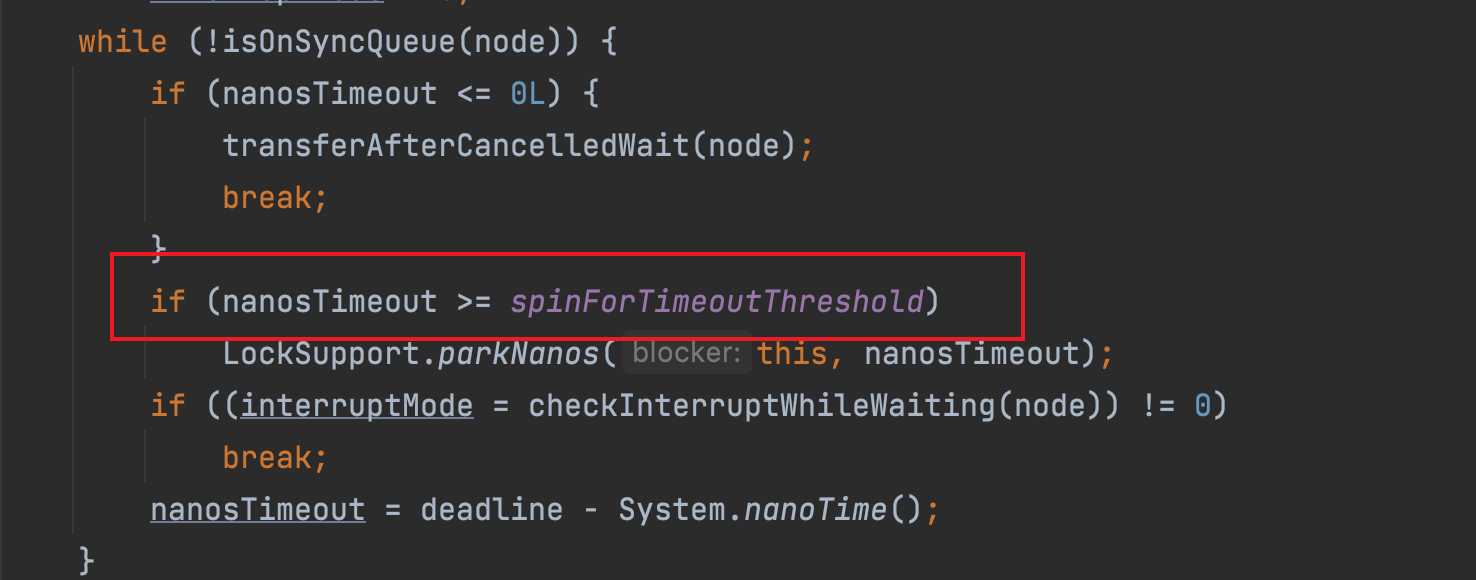 while (!isOnSyncQueue(node)) {
if (nanosTimeout <= 0L) {
transferAfterCancelledWait(node);
break;
}
if (nanosTimeout >= spinForTimeoutThreshold)
LockSupport.parkNanos( blocker: this, nanosTimeout);
if ((interruptMode = checkInterruptWhileWaiting(node)) != 0)
break;
nanosTimeout = deadline - System.nanoTime();
}